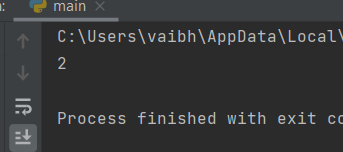 : main ×
C:\Users\vaibh\AppData\Local\
2
Process finished with exit co